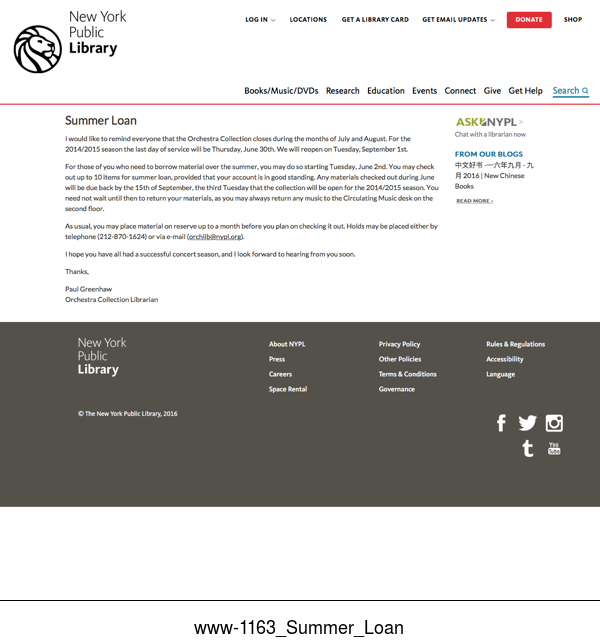 New York
Public
Library
LOG IN
LOCATIONS
GET A LIBRARY CARD
GET EMAIL UPDATES
DONATE
SHOP
Books/Music/DVDs
Research
Education
Events
Connect
Give
Get Help
Search
Summer Loan
I would like to remind everyone that the Orchestra Collection closes during the months of July and August. For the
2014/2015 season the last day of service will be Thursday, June 30th. We will reopen on Tuesday, September 1st.
For those of you who need to borrow material over the summer, you may do so starting Tuesday, June 2nd. You may check
out up to 10 items for summer loan, provided that your account is in good standing. Any materials checked out during June
will be due back by the 15th of September, the third Tuesday that the collection will be open for the 2014/2015 season. You
need not wait until then to return your materials, as you may always return any music to the Circulating Music desk on the
second floor.
As usual, you may place material on reserve up to a month before you plan on checking it out. Holds may be placed either by
telephone (212-870-1624) or via e-mail (orchlib@nypl.org).
I hope you have all had a successful concert season, and I look forward to hearing from you soon.
Thanks,
Paul Greenhaw
Orchestra Collection Librarian
ASK NYPL >
Chat with a librarian now
FROM OUR BLOGS
中文好书 -一六年九月 - 九
月 2016 | New Chinese
Books
READ MORE ›
New York
Public
Library
About NYPL
Press
Careers
Space Rental
Privacy Policy
Other Policies
Terms & Conditions
Governance
Rules & Regulations
Accessibility
Language
© The New York Public Library, 2016
You
Tube
www-1163_Summer_Loan